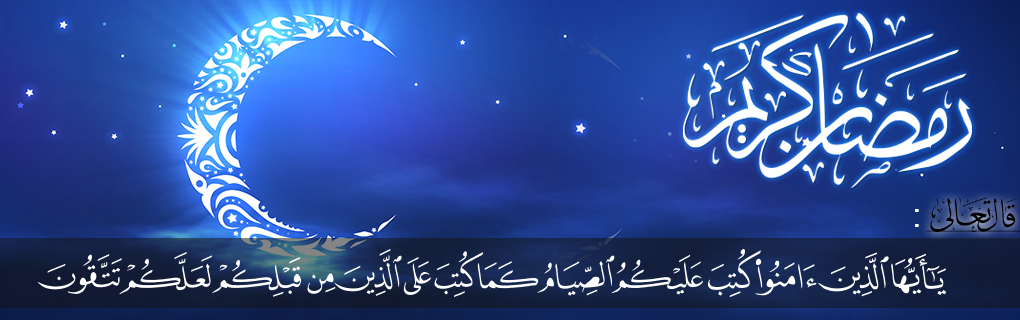 رمضان كريم
قال تعالى :
يَٰٓأَيُّهَا ٱلَّذِينَ ءَامَنُوا۟ كُتِبَ عَلَيْكُمُ ٱلصِّيَامُ كَمَا كُتِبَ عَلَى ٱلَّذِينَ مِن قَبْلِكُمْ لَعَلَّكُمْ تَتَّقُونَ